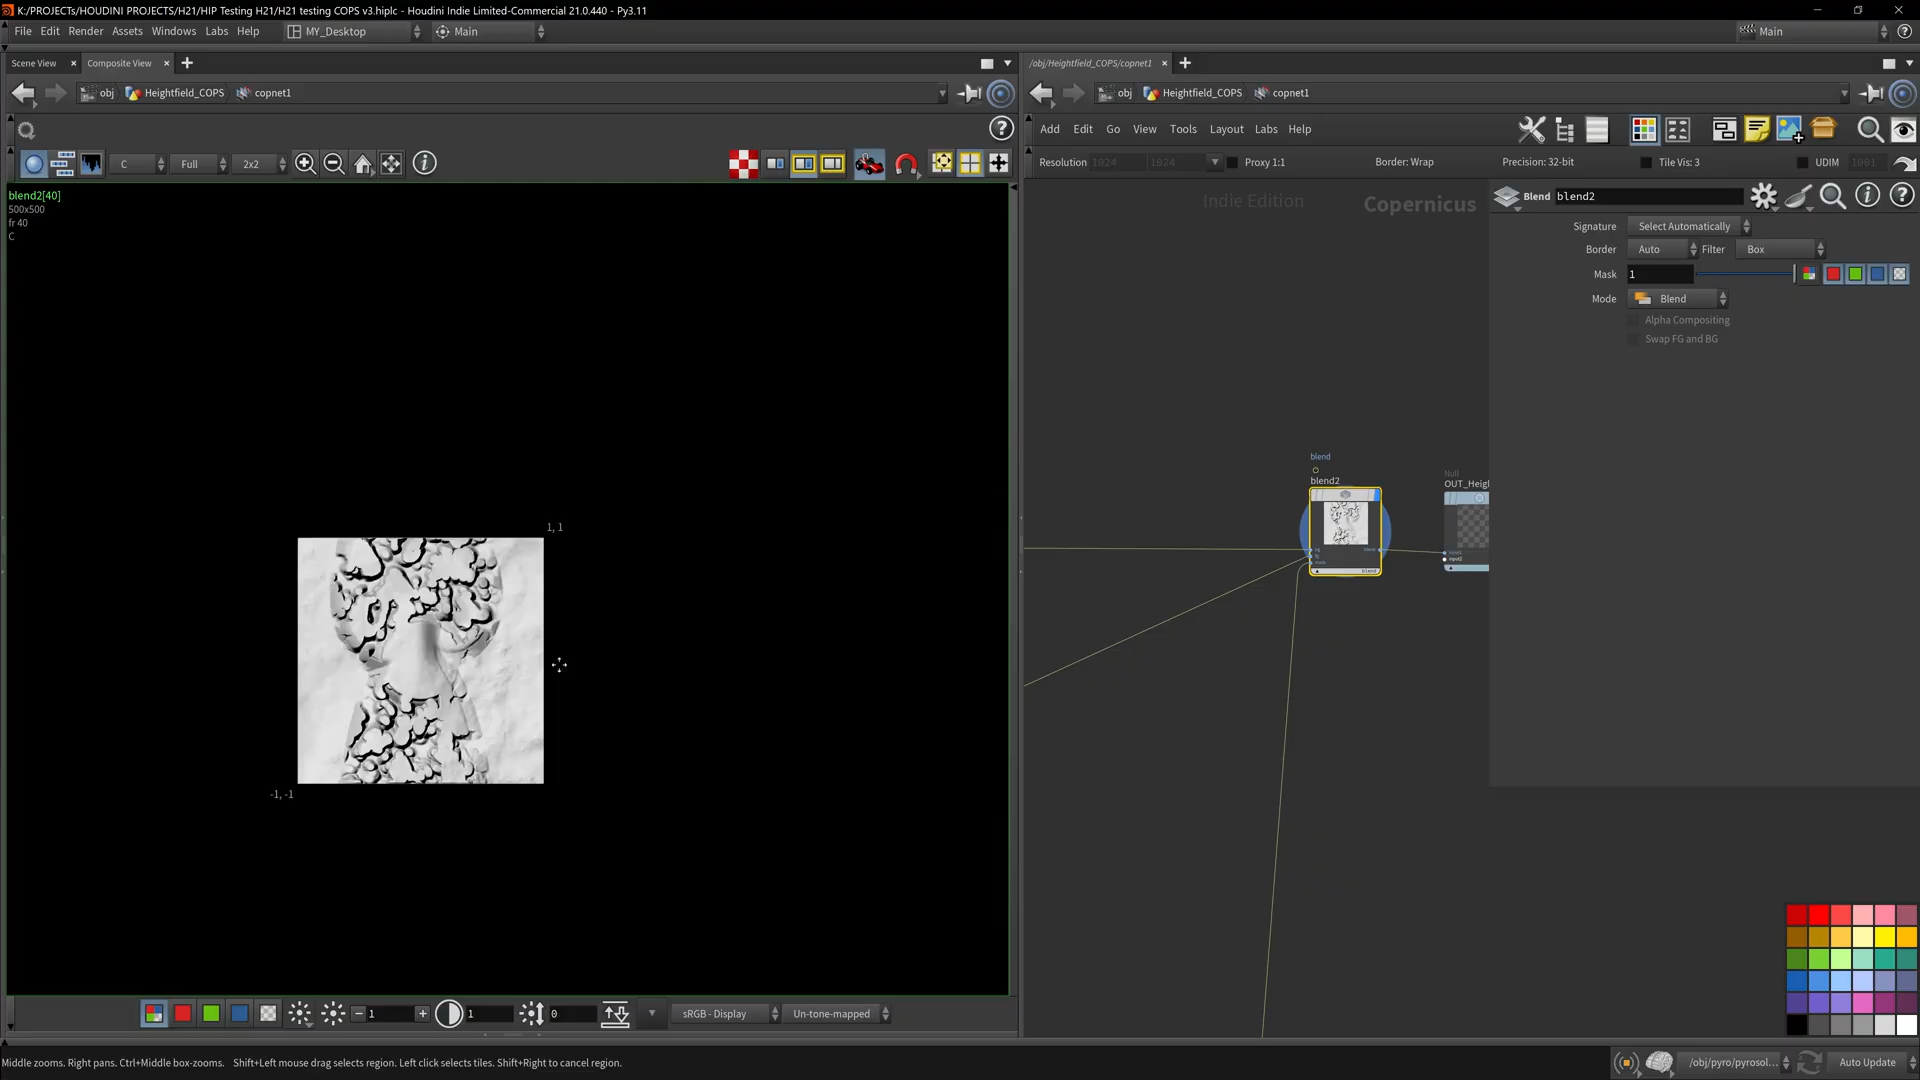 K:/PROJECTs/HOUDINI PROJECTS/H21/HIP Testing H21/H21 testing COPS v3.hiplc - Houdini Indie Limited-Commercial 21.0.440 - Py3.11
File Edit Render Assets Windows Labs Help MY_Desktop Main Main
Scene View Composite View /obj/Heightfield_COPS/copnet1
obj Heightfield_COPS copnet1 obj Heightfield_COPS copnet1
Add Edit Go View Tools Layout Labs Help
C Full 2x2 Resolution 1024 1024 Proxy 1:1 Border: Wrap Precision: 32-bit Tile Vis: 3 UDIM 1001
blend2[40]
500x500
fr 40
C
Indie Edition Copernicus
Blend blend2
Signature Select Automatically
Border Auto Filter Box
Mask 1
Mode Blend
Alpha Compositing
Swap FG and BG
blend
blend2
Null
OUT_Heigh
blend
1, 1
-1, -1
1 1 0 sRGB - Display Un-tone-mapped
Middle zooms. Right pans. Ctrl+Middle box-zooms. Shift+Left mouse drag selects region. Left click selects tiles. Shift+Right to cancel region.
/obj/pyro/pyrosol... Auto Update